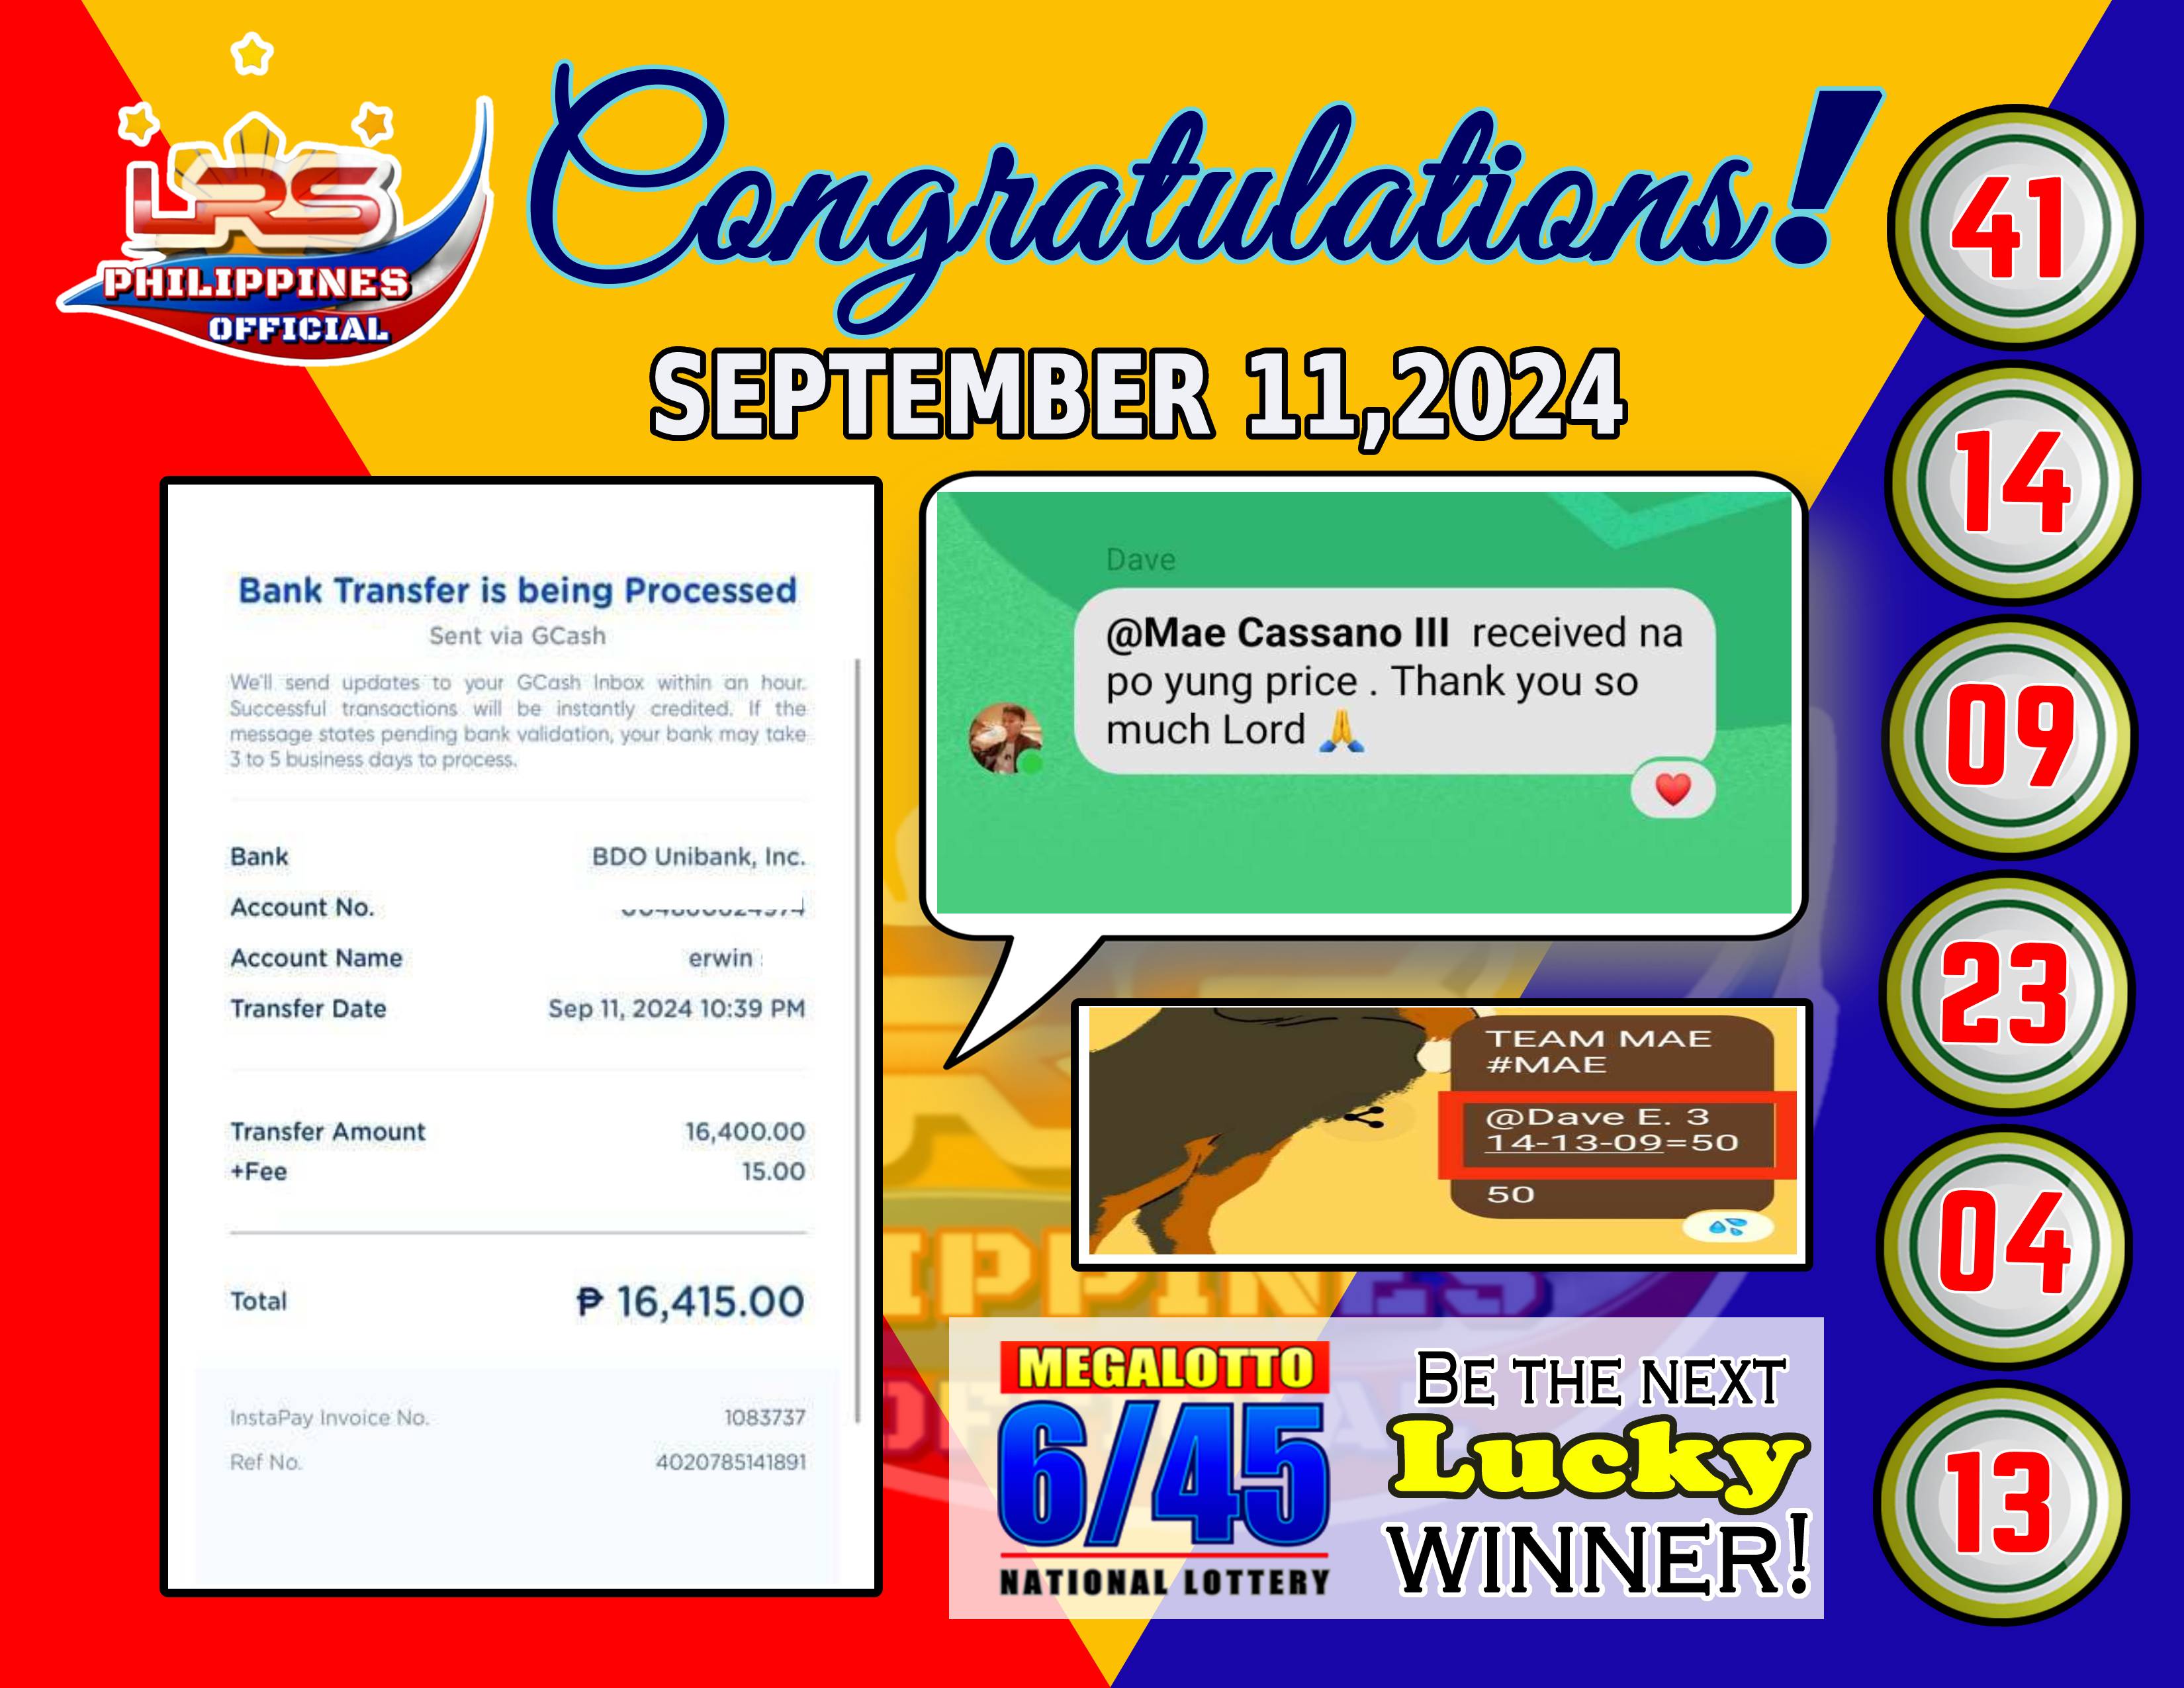 LRS
PHILIPPINES
OFFICIAL
Congratulations!
SEPTEMBER 11,2024
Bank Transfer is being Processed
Sent via GCash
We'll send updates to your GCash Inbox within an hour.
Successful transactions will be instantly credited. If the
message states pending bank validation, your bank may take
3 to 5 business days to process.
Bank BDO Unibank, Inc.
Account No.
Account Name erwin
Transfer Date Sep 11, 2024 10:39 PM
Transfer Amount 16,400.00
+Fee 15.00
Total ₱ 16,415.00
InstaPay Invoice No. 1083737
Ref No. 4020785141891
Dave
@Mae Cassano III received na
po yung price . Thank you so
much Lord 🙏
TEAM MAE
#MAE
@Dave E. 3
14-13-09=50
50
MEGALOTTO
6/45
NATIONAL LOTTERY
BE THE NEXT
Lucky
WINNER!
41
14
09
23
04
13